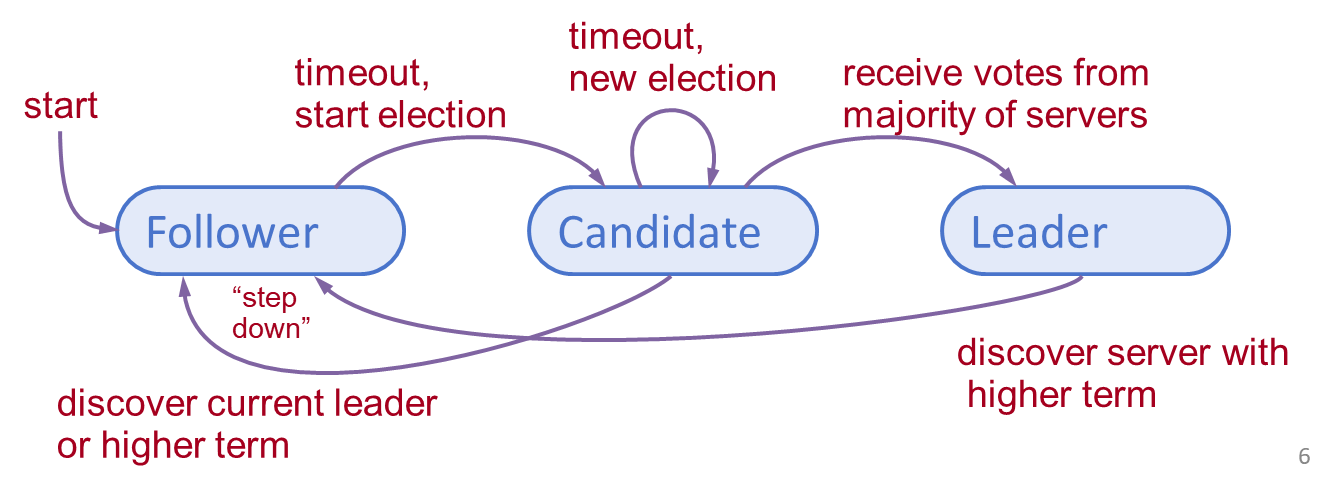 start
timeout,
start election
timeout,
new election
receive votes from
majority of servers
Follower
Candidate
Leader
“step
down”
discover current leader
or higher term
discover server with
higher term
6